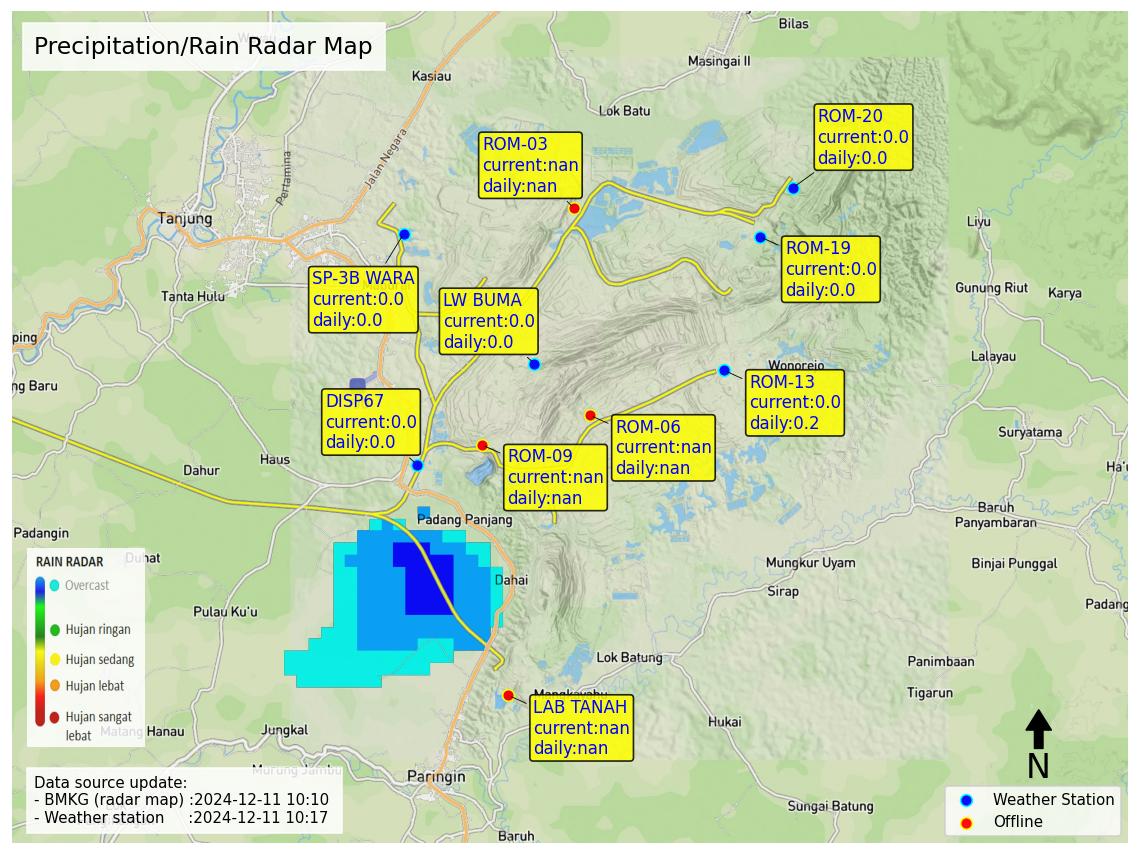 Precipitation/Rain Radar Map
Bilas
Masingai II
Kasiau
Lok Batu
Jalan Negara
Pertamina
Tanjung
Tanta Hulu
ping
ng Baru
ROM-20
current:0.0
daily:0.0
ROM-03
current:nan
daily:nan
ROM-19
current:0.0
daily:0.0
SP-3B WARA
current:0.0
daily:0.0
LW BUMA
current:0.0
daily:0.0
Liyu
Gunung Riut
Karya
Lalayau
Wonorejo
ROM-13
current:0.0
daily:0.2
DISP67
current:0.0
daily:0.0
ROM-06
current:nan
daily:nan
ROM-09
current:nan
daily:nan
Suryatama
Ha'u
Haus
Dahur
Padangin
Duhat
Padang Panjang
Baruh
Panyambaran
Dahai
Mungkur Uyam
Binjai Punggal
Sirap
Padang
Pulau Ku'u
RAIN RADAR
Overcast
Hujan ringan
Hujan sedang
Hujan lebat
Hujan sangat
lebat
Lok Batung
Panimbaan
Tigarun
Mangkayahu
LAB TANAH
current:nan
daily:nan
Hukai
Matang Hanau
Jungkal
Murung Jambu
Paringin
Sungai Batung
Baruh
N
Data source update:
- BMKG (radar map) :2024-12-11 10:10
- Weather station :2024-12-11 10:17
Weather Station
Offline